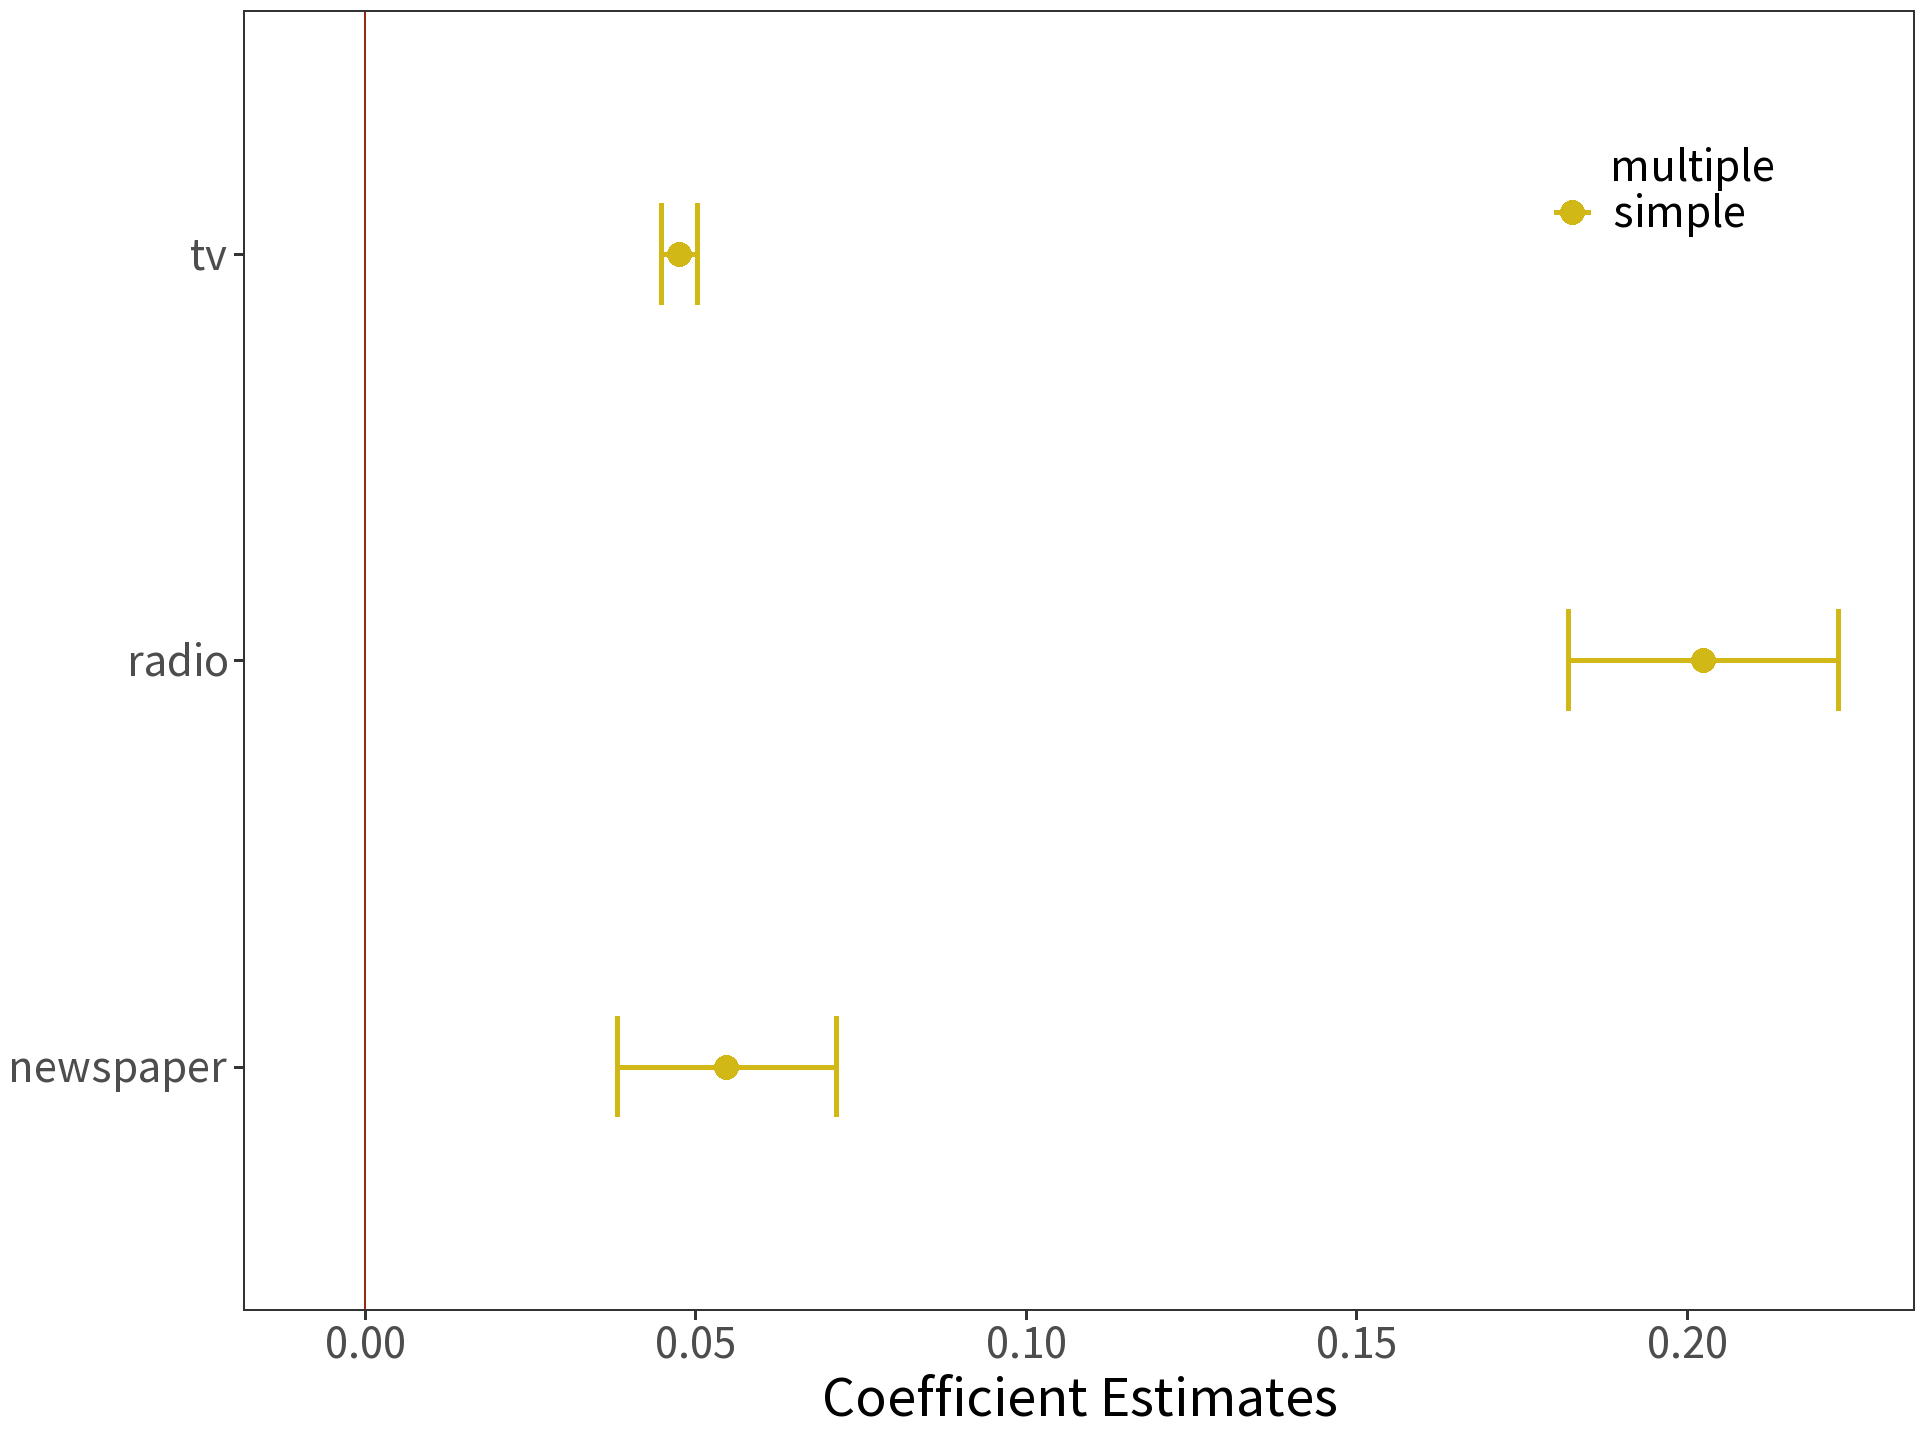 multiple
simple
tv
radio
newspaper
0.00 0.05 0.10 0.15 0.20
Coefficient Estimates